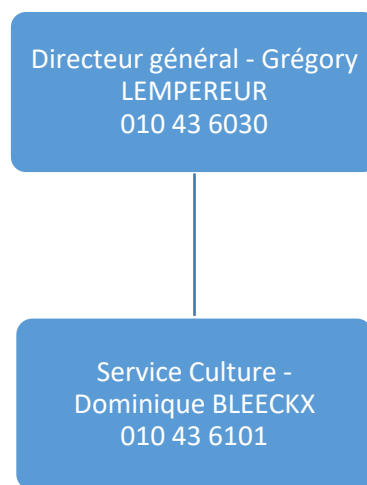 Directeur général - Grégory
LEMPEREUR
010 43 6030
Service Culture -
Dominique BLEECKX
010 43 6101